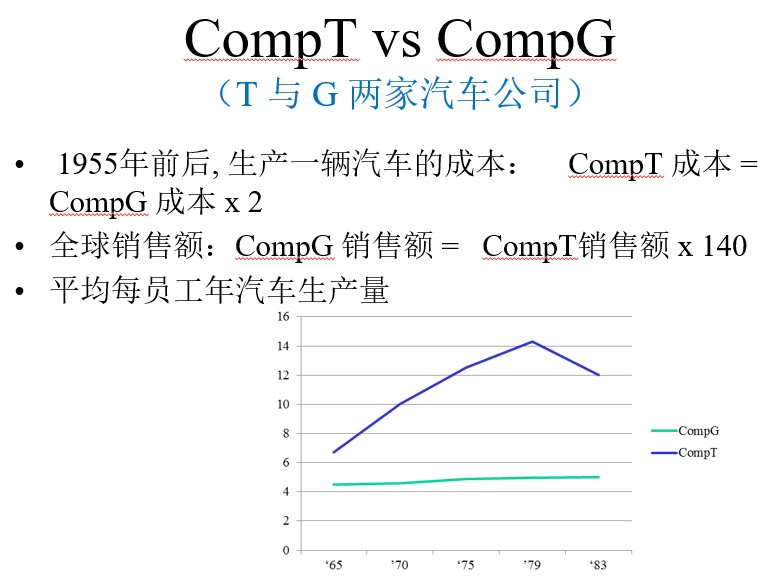 CompT vs CompG
（T 与 G 两家汽车公司）
• 1955年前后, 生产一辆汽车的成本： CompT 成本 =
CompG 成本 x 2
• 全球销售额：CompG 销售额 = CompT销售额 x 140
• 平均每员工年汽车生产量
16
14
12
10
8
6
4
2
0
‘65 ’70 ‘75 ’79 ‘83
CompG
CompT